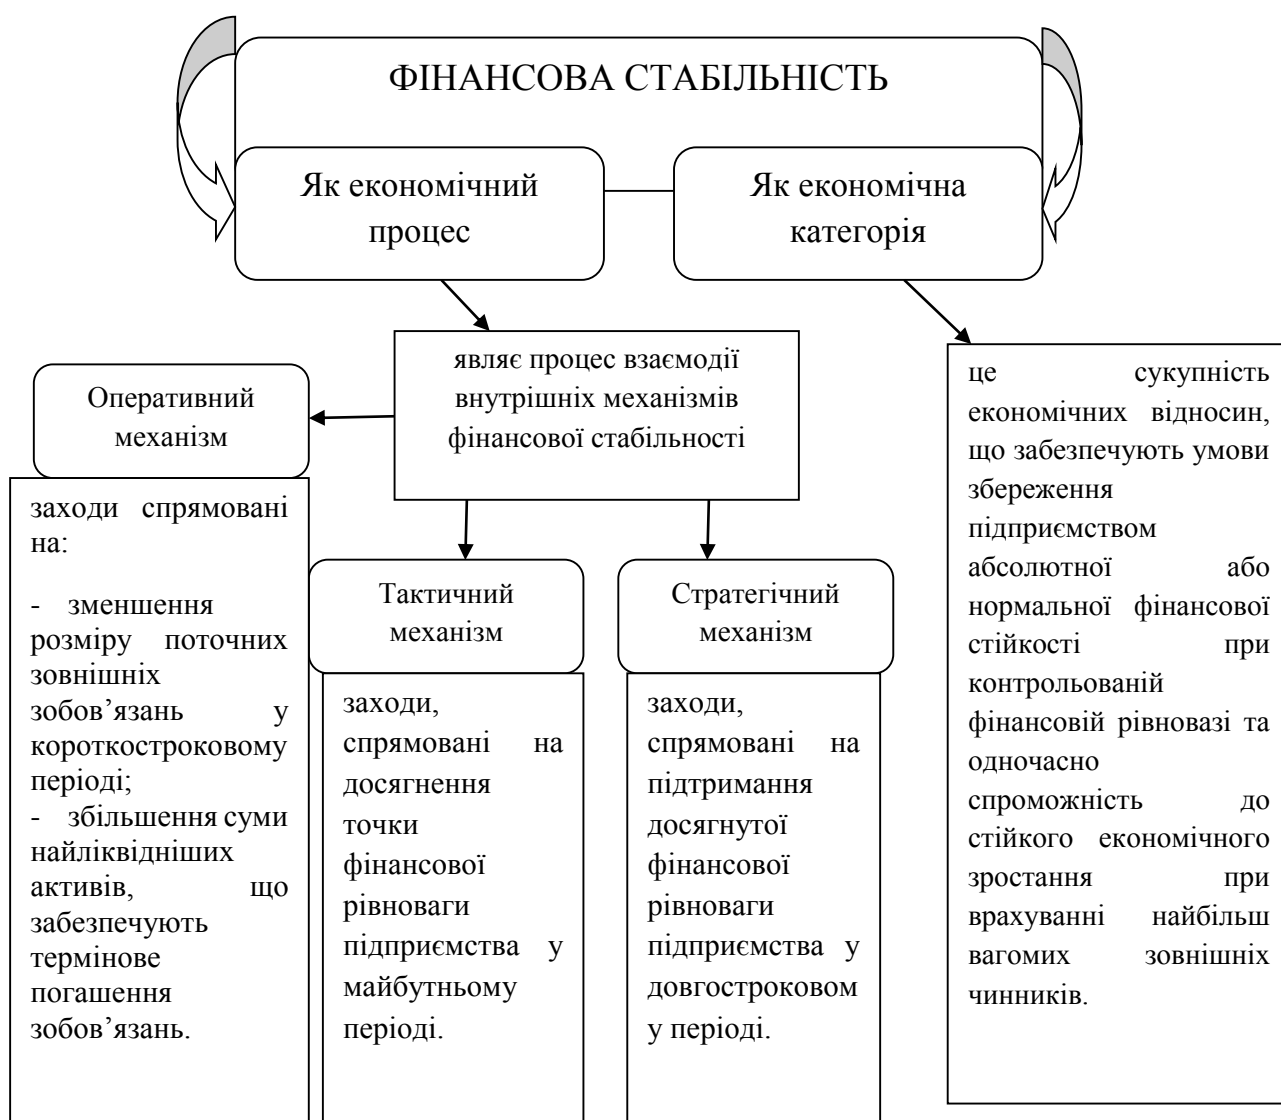 ФІНАНСОВА СТАБІЛЬНІСТЬ
Як економічний
процес
Як економічна
категорія
являє процес взаємодії
внутрішніх механізмів
фінансової стабільності
Оперативний
механізм
заходи спрямовані
на:
- зменшення
розміру поточних
зовнішніх
зобов’язань у
короткостроковому
періоді;
- збільшення суми
найліквідніших
активів, що
забезпечують
термінове
погашення
зобов’язань.
Тактичний
механізм
заходи,
спрямовані на
досягнення
точки
фінансової
рівноваги
підприємства у
майбутньому
періоді.
Стратегічний
механізм
заходи,
спрямовані на
підтримання
досягнутої
фінансової
рівноваги
підприємства у
довгостроковом
у періоді.
це сукупність
економічних відносин,
що забезпечують умови
збереження
підприємством
абсолютної або
нормальної фінансової
стійкості при
контрольованій
фінансовій рівновазі та
одночасно
спроможність до
стійкого економічного
зростання при
врахуванні найбільш
вагомих зовнішніх
чинників.